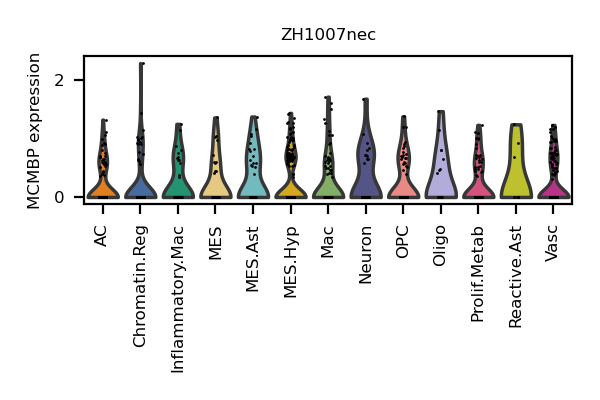 ZH1007nec
MCMBP expression
2
0
AC
Chromatin.Reg
Inflammatory.Mac
MES
MES.Ast
MES.Hyp
Mac
Neuron
OPC
Oligo
Prolif.Metab
Reactive.Ast
Vasc